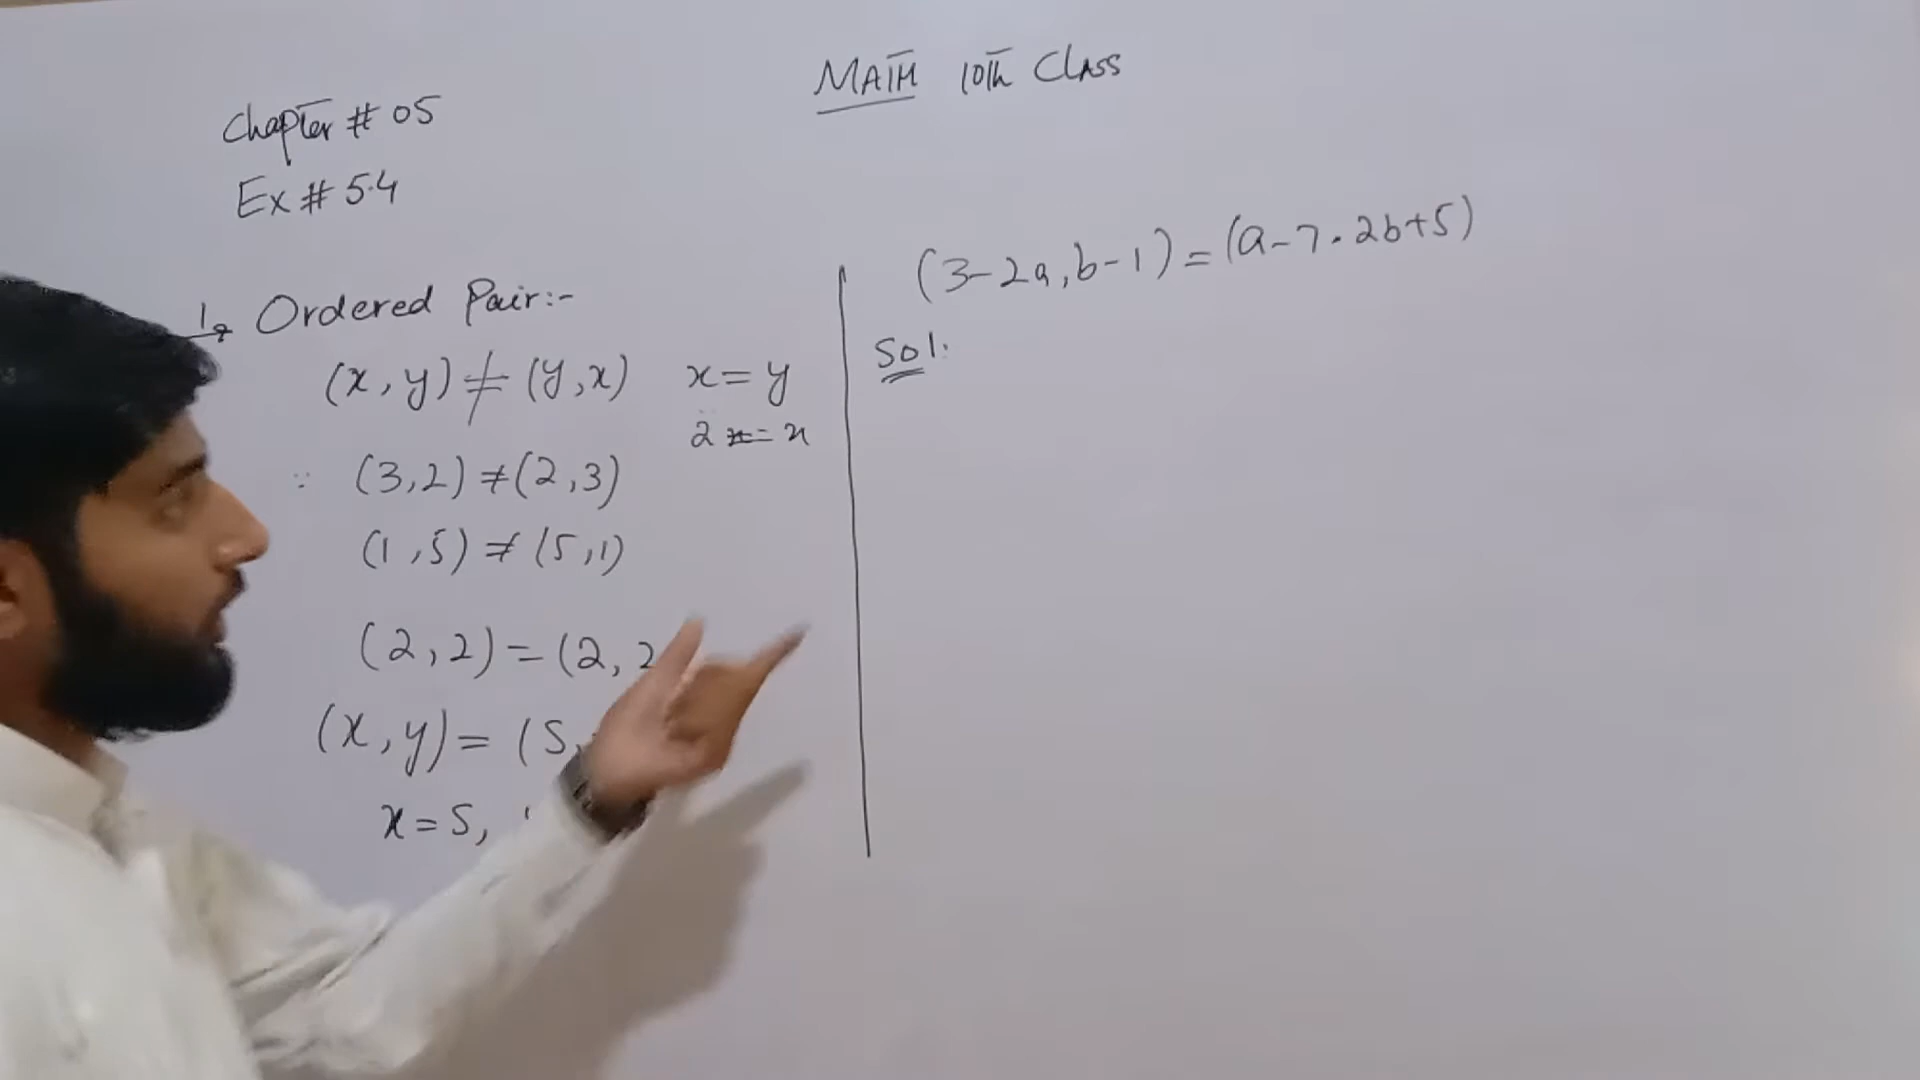 MATH 10th Class
Chapter # 05
Ex # 5.4
1, Ordered Pair:-
(x, y) ≠ (y, x) x = y
2 = x
∵ (3,2) ≠ (2,3)
(1,5) ≠ (5,1)
(2,2) = (2, 2
(x, y) = (5,
x = 5,
(3-2a, b-1) = (a-7, 2b+5)
Sol: